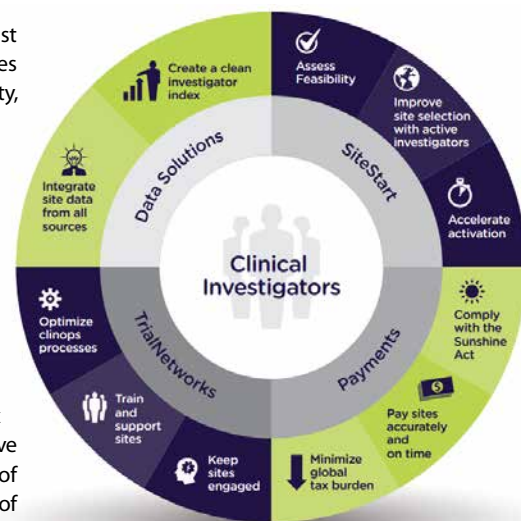 st
es
ty,
ve
of
of
Clinical
Investigators
Data Solutions
SiteStart
Payments
TrialNetworks
Create a clean
investigator
index
Integrate
site data
from all
sources
Assess
Feasibility
Improve
site selection
with active
investigators
Accelerate
activation
Comply
with the
Sunshine
Act
Pay sites
accurately
and
on time
$
Minimize
global
tax burden
Keep
sites
engaged
Train
and
support
sites
Optimize
clinops
processes